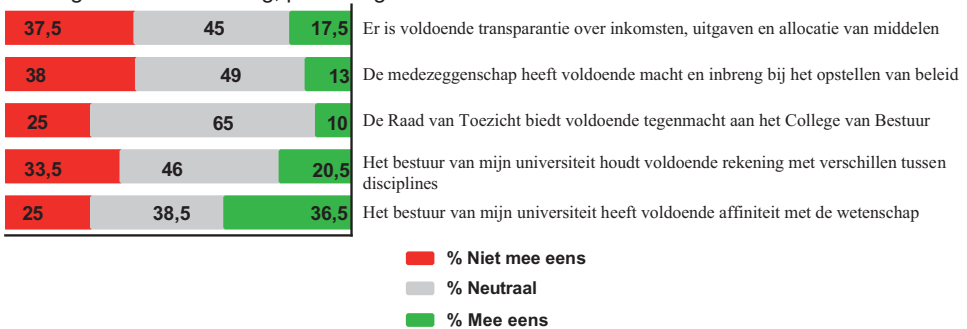 37,5 45 17,5 Er is voldoende transparantie over inkomsten, uitgaven en allocatie van middelen
38 49 13 De medezeggenschap heeft voldoende macht en inbreng bij het opstellen van beleid
25 65 10 De Raad van Toezicht biedt voldoende tegenmacht aan het College van Bestuur
33,5 46 20,5 Het bestuur van mijn universiteit houdt voldoende rekening met verschillen tussen
disciplines
25 38,5 36,5 Het bestuur van mijn universiteit heeft voldoende affiniteit met de wetenschap
% Niet mee eens
% Neutraal
% Mee eens